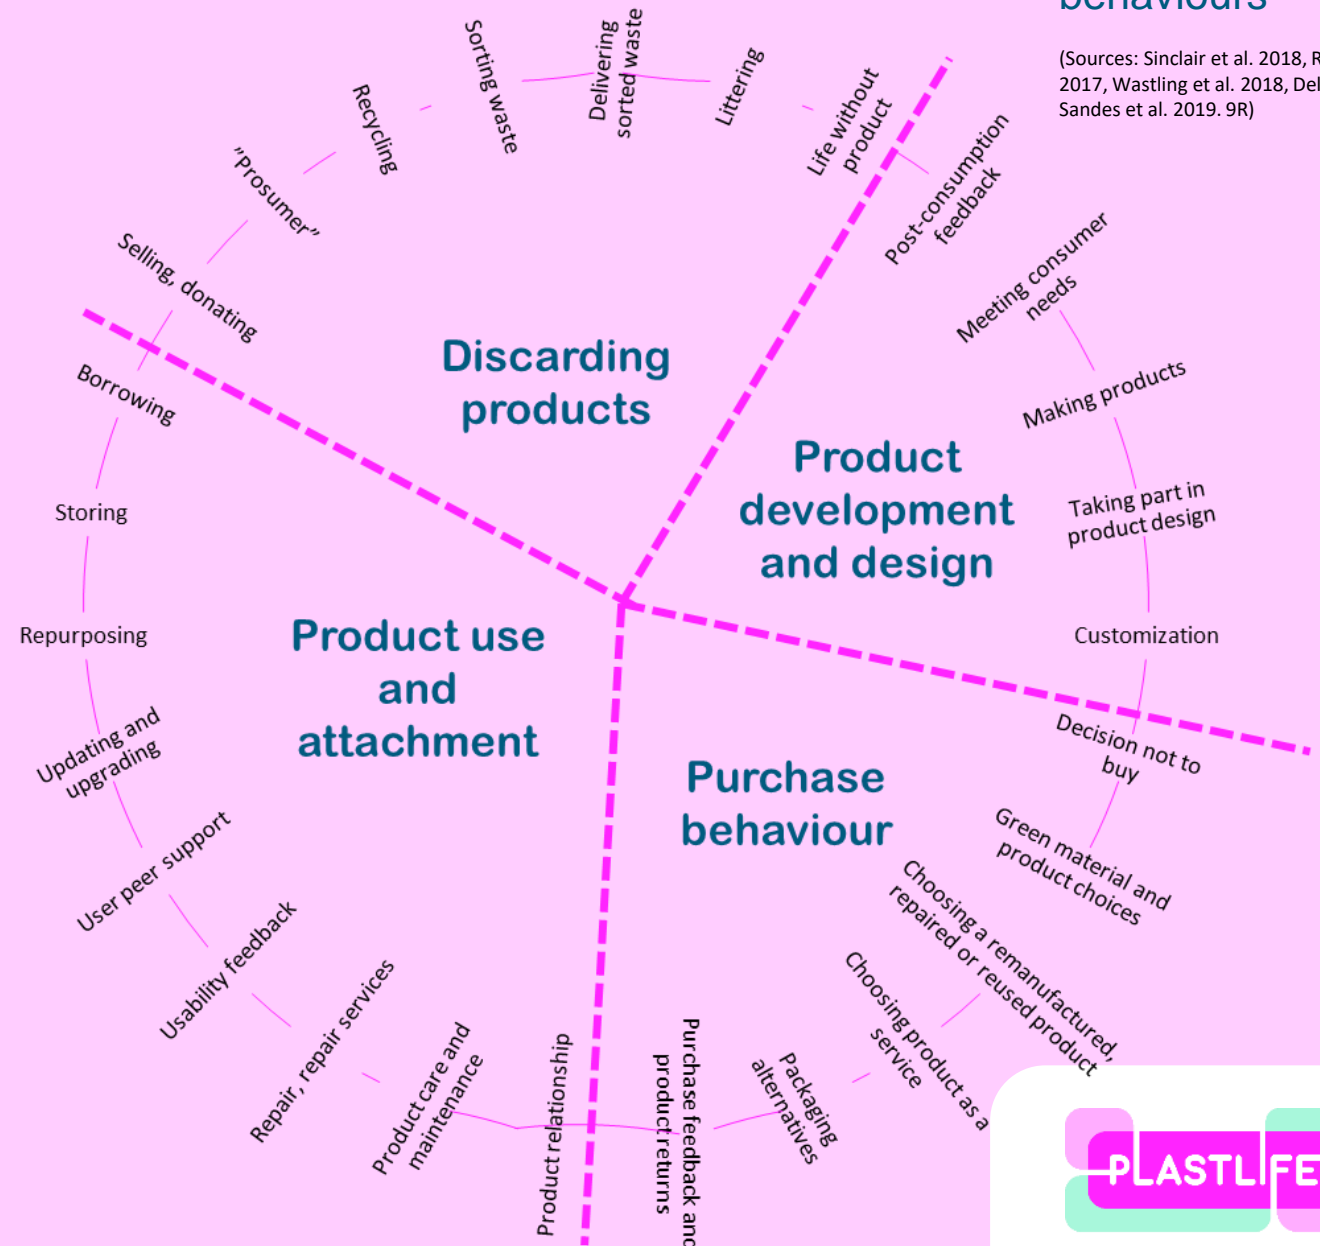 behaviours
(Sources: Sinclair et al. 2018, R
2017, Wastling et al. 2018, Del
Sandes et al. 2019. 9R)
Discarding
products
Selling, donating
”Prosumer”
Recycling
Sorting waste
Delivering
sorted waste
Littering
Life without
product
Product
development
and design
Post-consumption
feedback
Meeting consumer
needs
Making products
Taking part in
product design
Customization
Purchase
behaviour
Decision not to
buy
Green material and
product choices
Choosing a remanufactured,
repaired or reused product
Choosing product as a
service
Packaging
alternatives
Purchase feedback and
product returns
Product use
and
attachment
Product relationship
Product care and
maintenance
Repair, repair services
Usability feedback
User peer support
Updating and
upgrading
Repurposing
Storing
Borrowing
PLASTLIFE